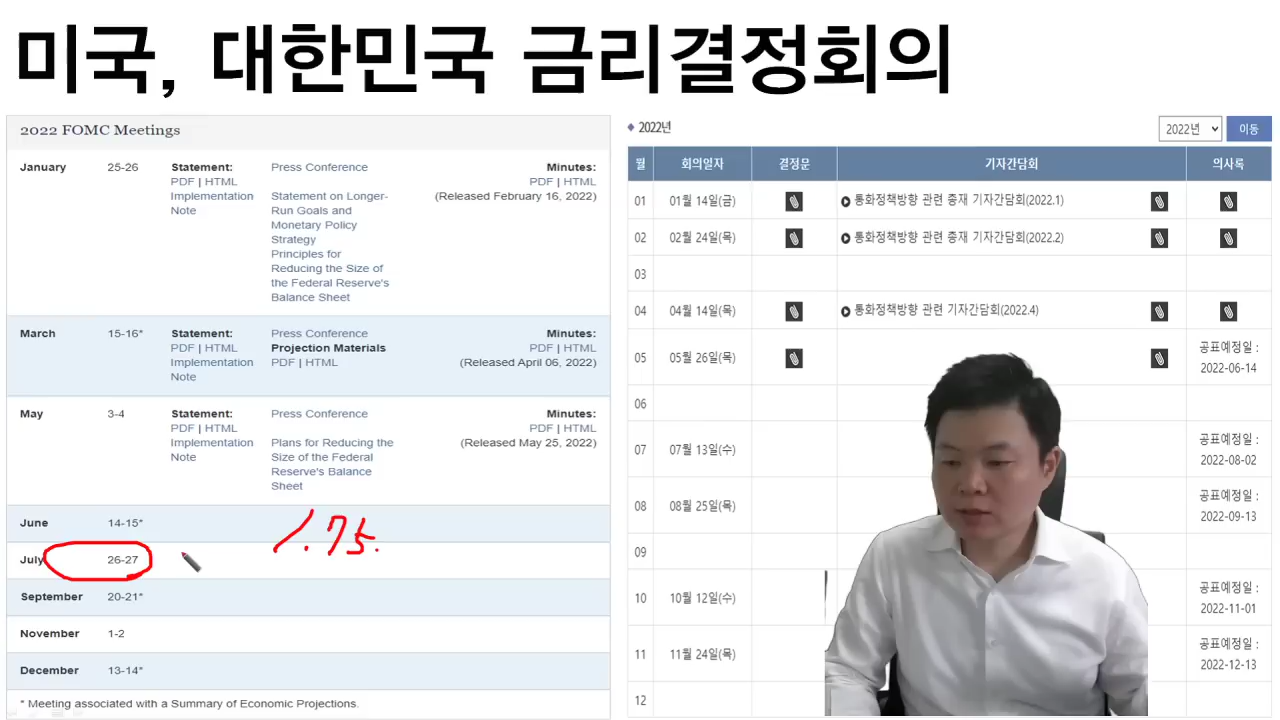 미국, 대한민국 금리결정회의
2022 FOMC Meetings
January 25-26 Statement: Press Conference Minutes:
PDF | HTML PDF | HTML
Implementation Statement on Longer- (Released February 16, 2022)
Note Run Goals and
Monetary Policy
Strategy
Principles for
Reducing the Size of
the Federal Reserve's
Balance Sheet
March 15-16* Statement: Press Conference Minutes:
PDF | HTML Projection Materials PDF | HTML
Implementation PDF | HTML (Released April 06, 2022)
Note
May 3-4 Statement: Press Conference Minutes:
PDF | HTML PDF | HTML
Implementation Plans for Reducing the (Released May 25, 2022)
Note Size of the Federal
Reserve's Balance
Sheet
June 14-15*
1.75.
July 26-27
September 20-21*
November 1-2
December 13-14*
* Meeting associated with a Summary of Economic Projections.
2022년 2022년 이동
월 회의일자 결정문 기자간담회 의사록
01 01월 14일(금) 통화정책방향 관련 총재 기자간담회(2022.1)
02 02월 24일(목) 통화정책방향 관련 총재 기자간담회(2022.2)
03
04 04월 14일(목) 통화정책방향 관련 기자간담회(2022.4)
05 05월 26일(목) 공표예정일 :
2022-06-14
06
07 07월 13일(수) 공표예정일 :
2022-08-02
08 08월 25일(목) 공표예정일 :
2022-09-13
09
10 10월 12일(수) 공표예정일 :
2022-11-01
11 11월 24일(목) 공표예정일 :
2022-12-13
12